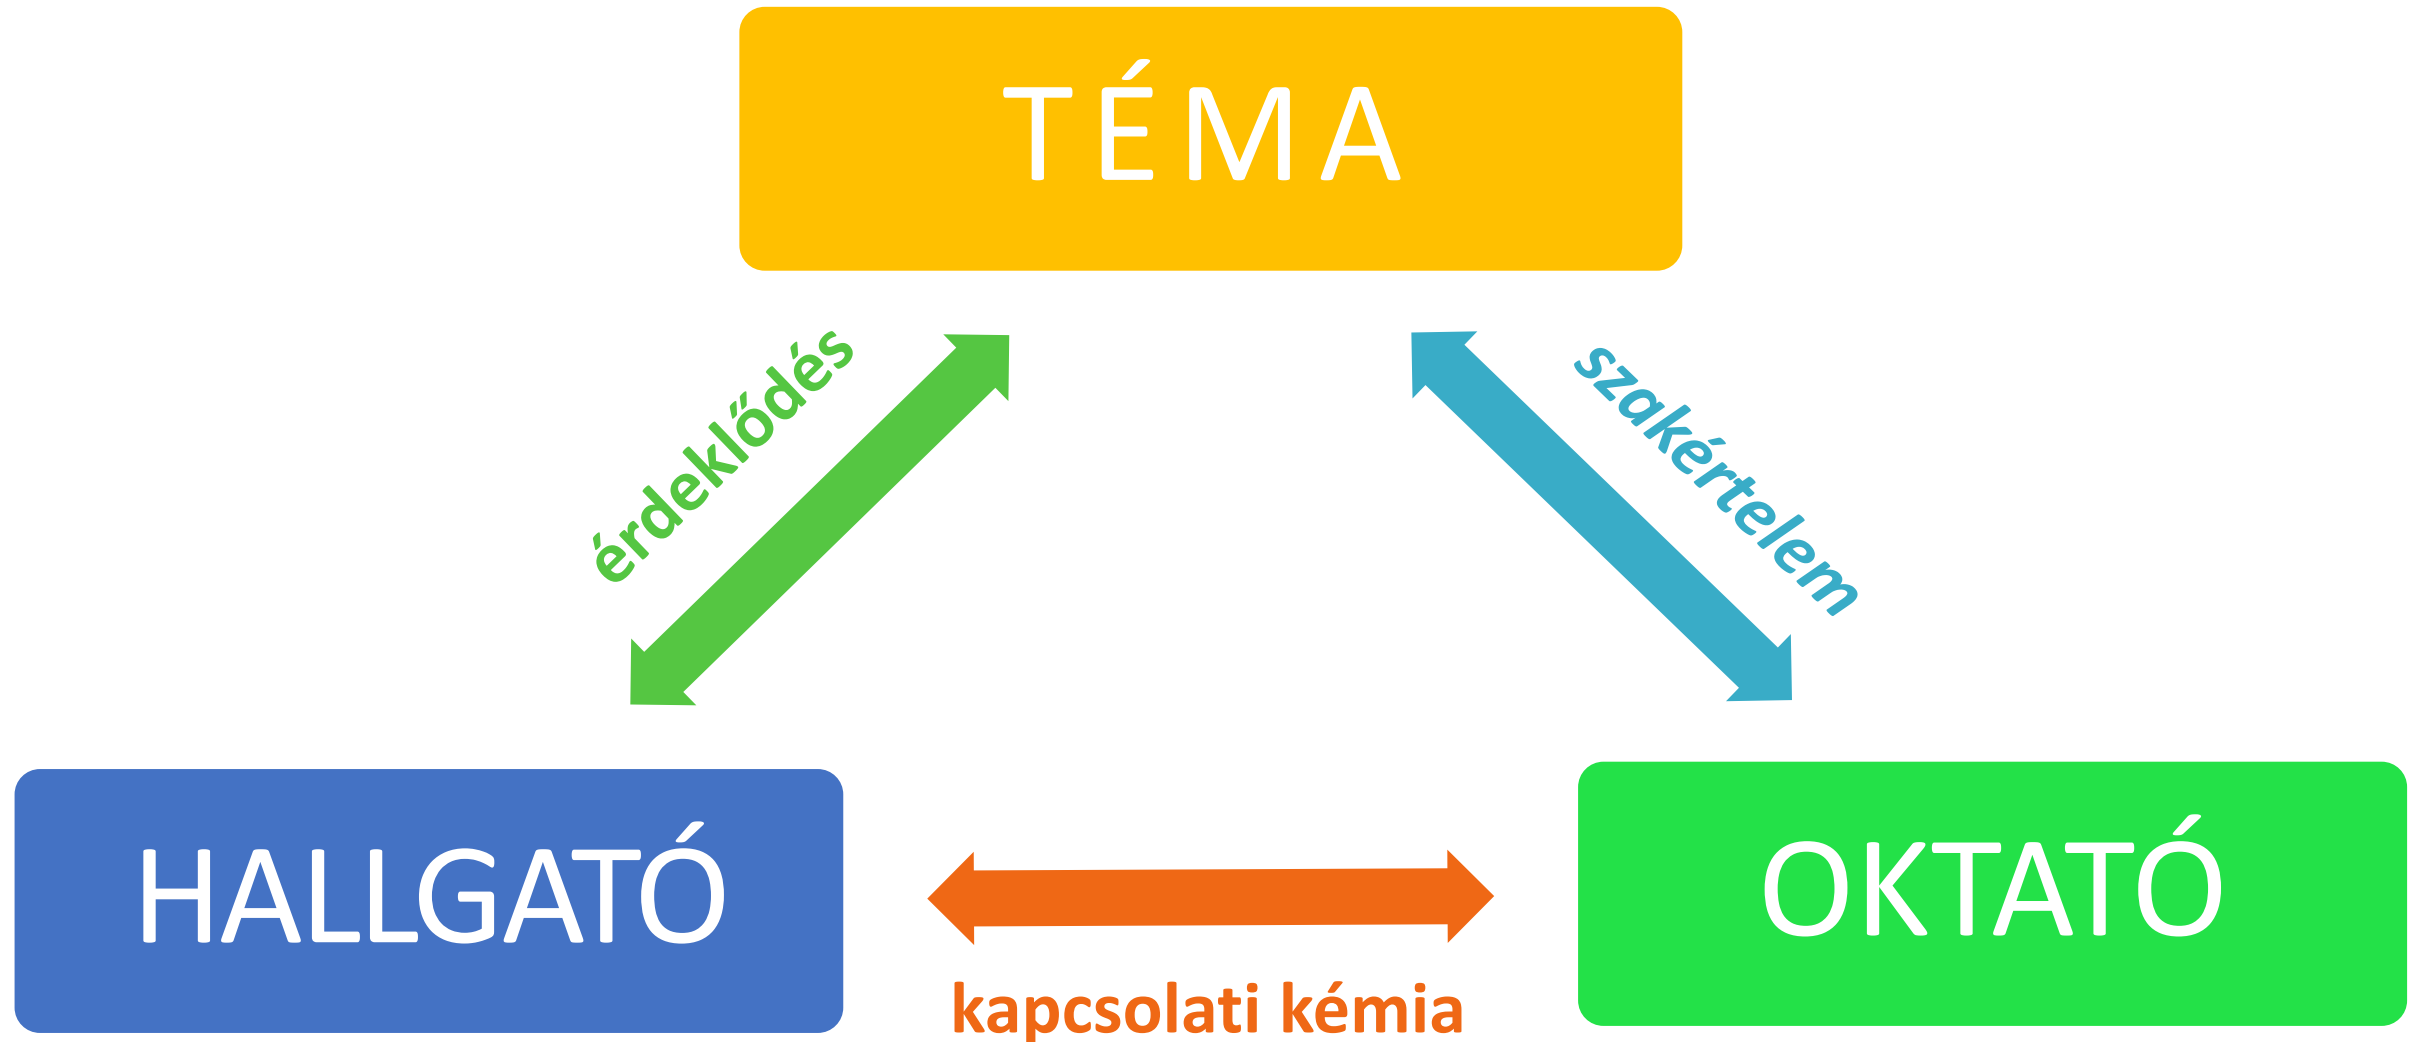 TÉMA
érdeklődés
szakértelem
HALLGATÓ
OKTATÓ
kapcsolati kémia